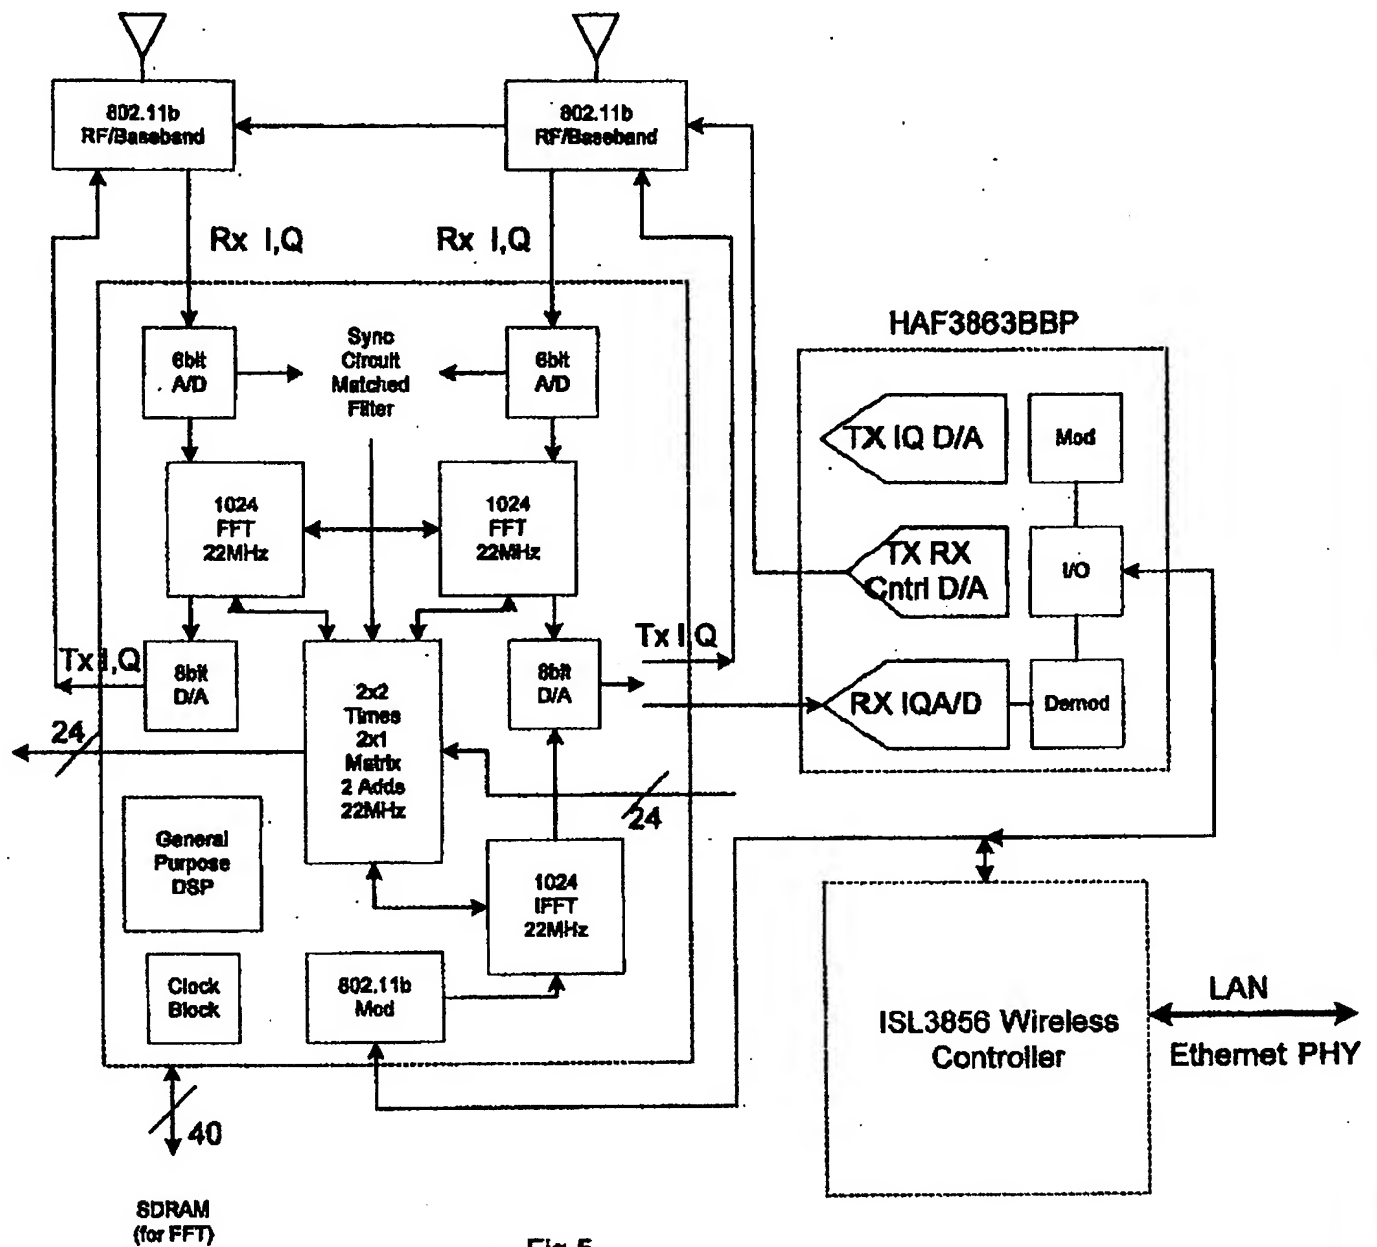 802.11b
RF/Baseband
802.11b
RF/Baseband
Rx I,Q
Rx I,Q
HAF3863BBP
6bit
A/D
Sync
Circuit
Matched
Filter
6bit
A/D
TX IQ D/A
Mod
1024
FFT
22MHz
1024
FFT
22MHz
TX RX
Cntrl D/A
I/O
Tx I,Q
8bit
D/A
2x2
Times
2x1
Matrix
2 Adds
22MHz
8bit
D/A
Tx I,Q
RX IQA/D
Demod
24
24
General
Purpose
DSP
1024
IFFT
22MHz
Clock
Block
802.11b
Mod
ISL3856 Wireless
Controller
LAN
Ethernet PHY
40
SDRAM
(for FFT)
Fig 5